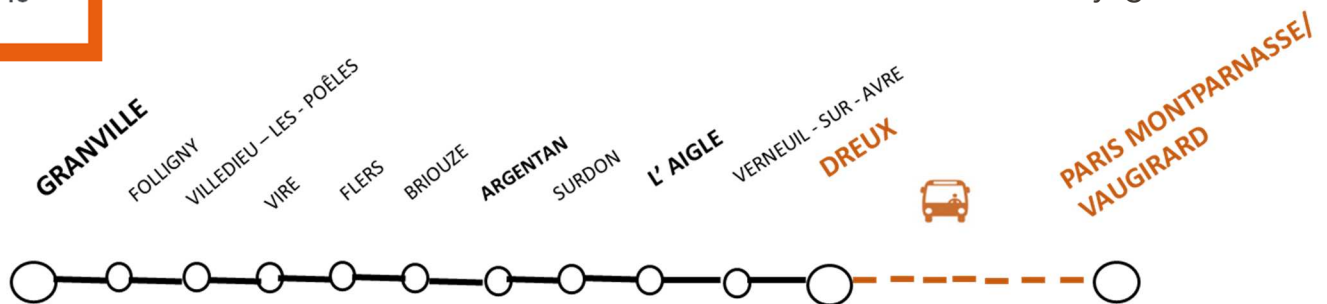 GRANVILLE
FOLLIGNY
VILLEDIEU – LES - POÊLES
VIRE
FLERS
BRIOUZE
ARGENTAN
SURDON
L' AIGLE
VERNEUIL - SUR - AVRE
DREUX
PARIS MONTPARNASSE/
VAUGIRARD